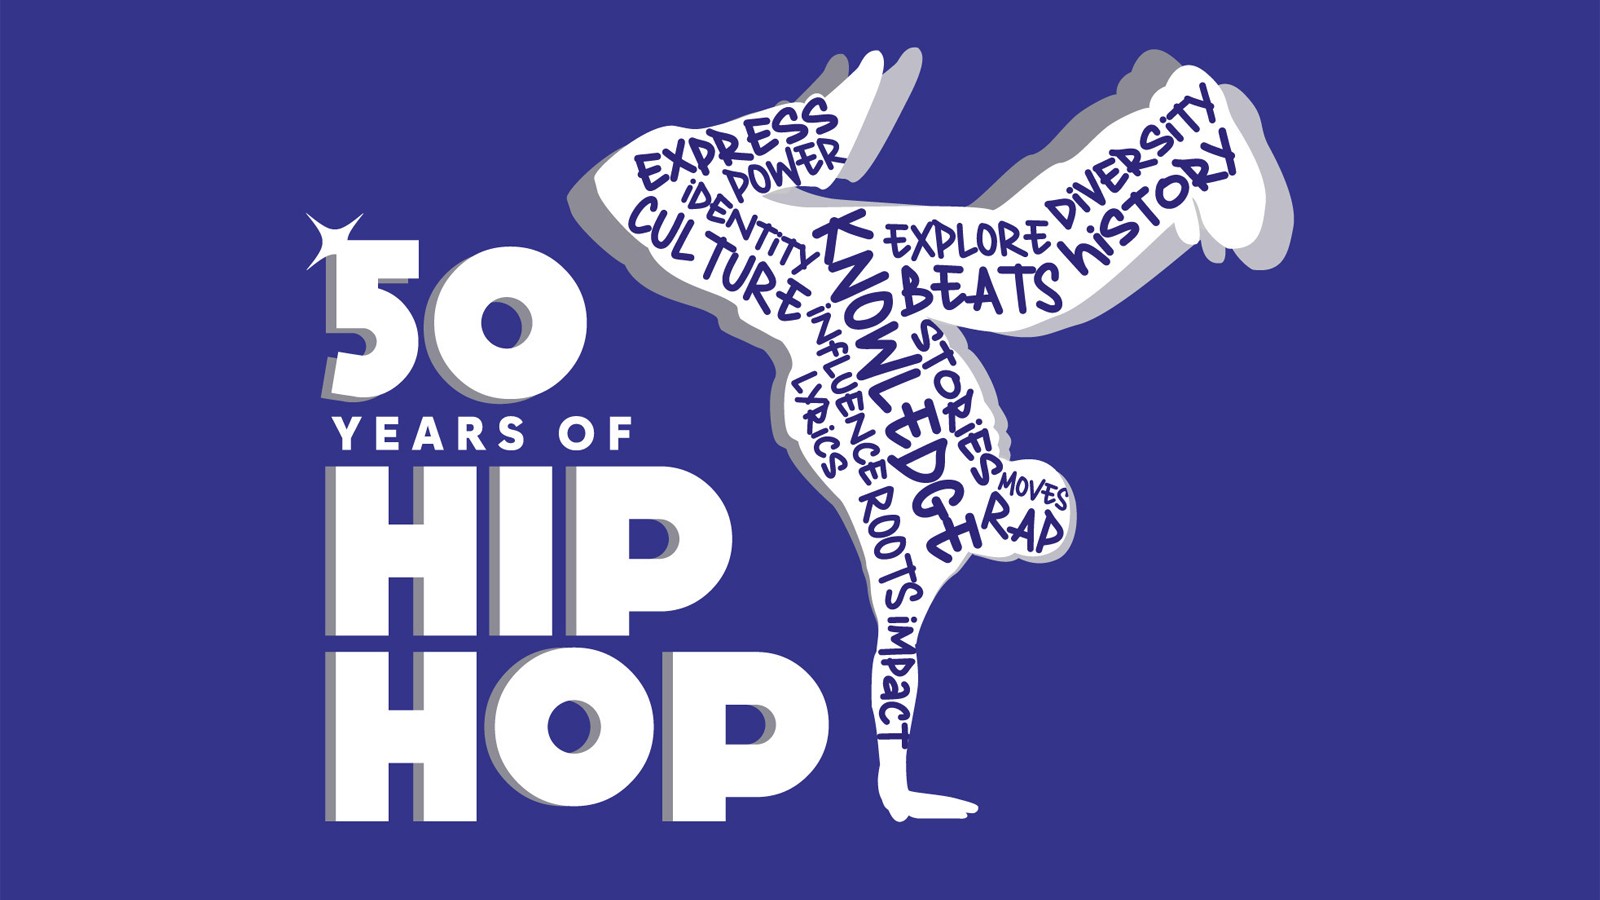 50
YEARS OF
HIP
HOP
EXPRESS
POWER
iDENTiTY
CULTURE
KNOWLEDGE
EXPLORE
DiVERSiTY
hiSTORY
BEATS
iNfLUENCE
LYRiCS
STORiES
MOVES
RAP
ROOTS
iMPaCT